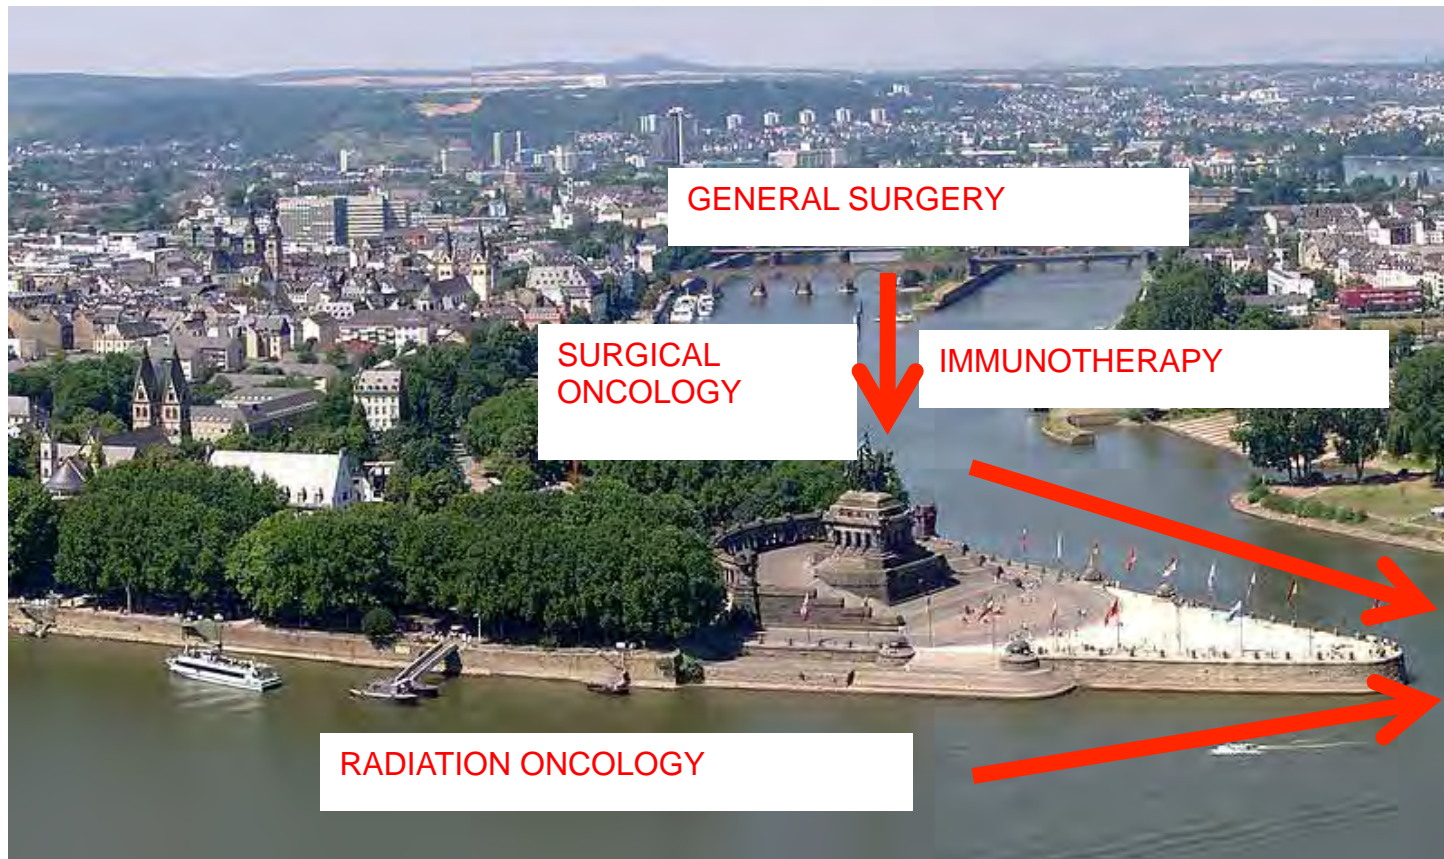 GENERAL SURGERY
SURGICAL
ONCOLOGY
IMMUNOTHERAPY
RADIATION ONCOLOGY